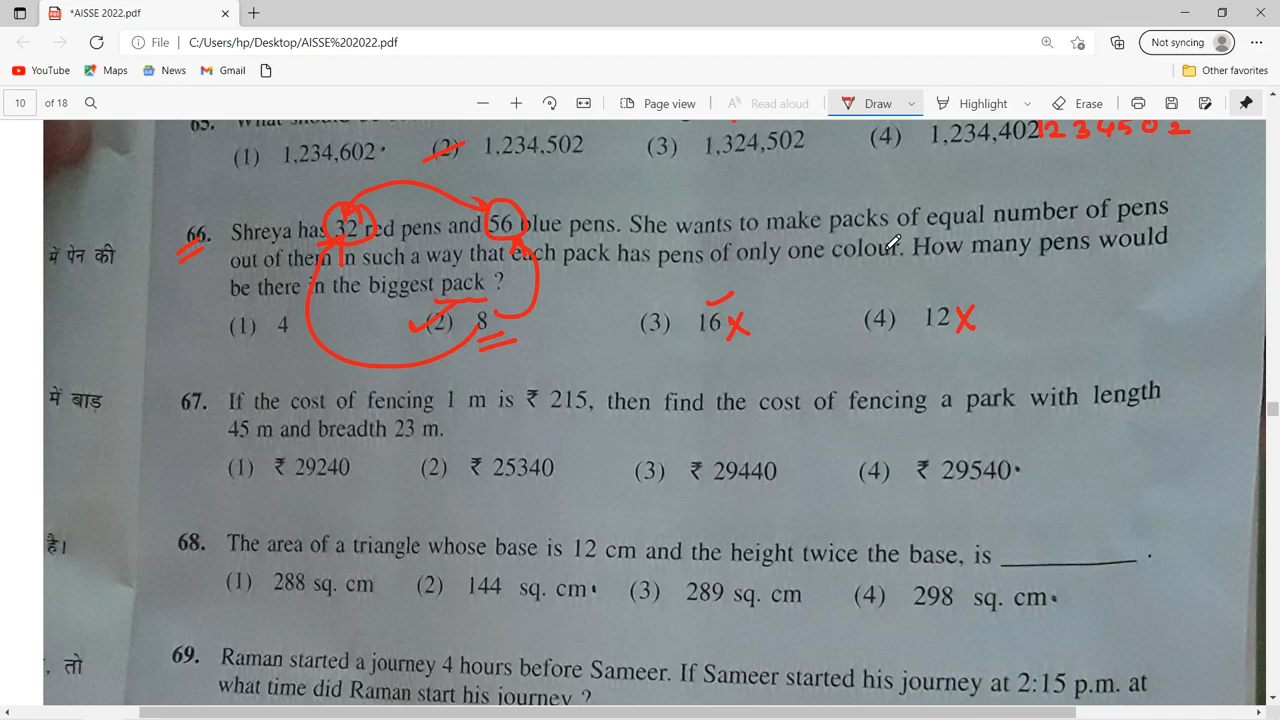 *AISSE 2022.pdf
File C:/Users/hp/Desktop/AISSE%202022.pdf Not syncing
YouTube Maps News Gmail Other favorites
10 of 18 Page view Read aloud Draw Highlight Erase
65.
(1) 1,234,602 (2) 1,234,502 (3) 1,324,502 (4) 1,234,402 1234502
66. Shreya has 32 red pens and 56 blue pens. She wants to make packs of equal number of pens
में पेन की
out of them in such a way that each pack has pens of only one colour. How many pens would
be there in the biggest pack ?
(1) 4 (2) 8 (3) 16 X (4) 12 X
में बाड़
67. If the cost of fencing 1 m is ₹ 215, then find the cost of fencing a park with length
45 m and breadth 23 m.
(1) ₹ 29240 (2) ₹ 25340 (3) ₹ 29440 (4) ₹ 29540
है।
68. The area of a triangle whose base is 12 cm and the height twice the base, is ________ .
(1) 288 sq. cm (2) 144 sq. cm (3) 289 sq. cm (4) 298 sq. cm
, तो
69. Raman started a journey 4 hours before Sameer. If Sameer started his journey at 2:15 p.m. at
what time did Raman start his journey ?